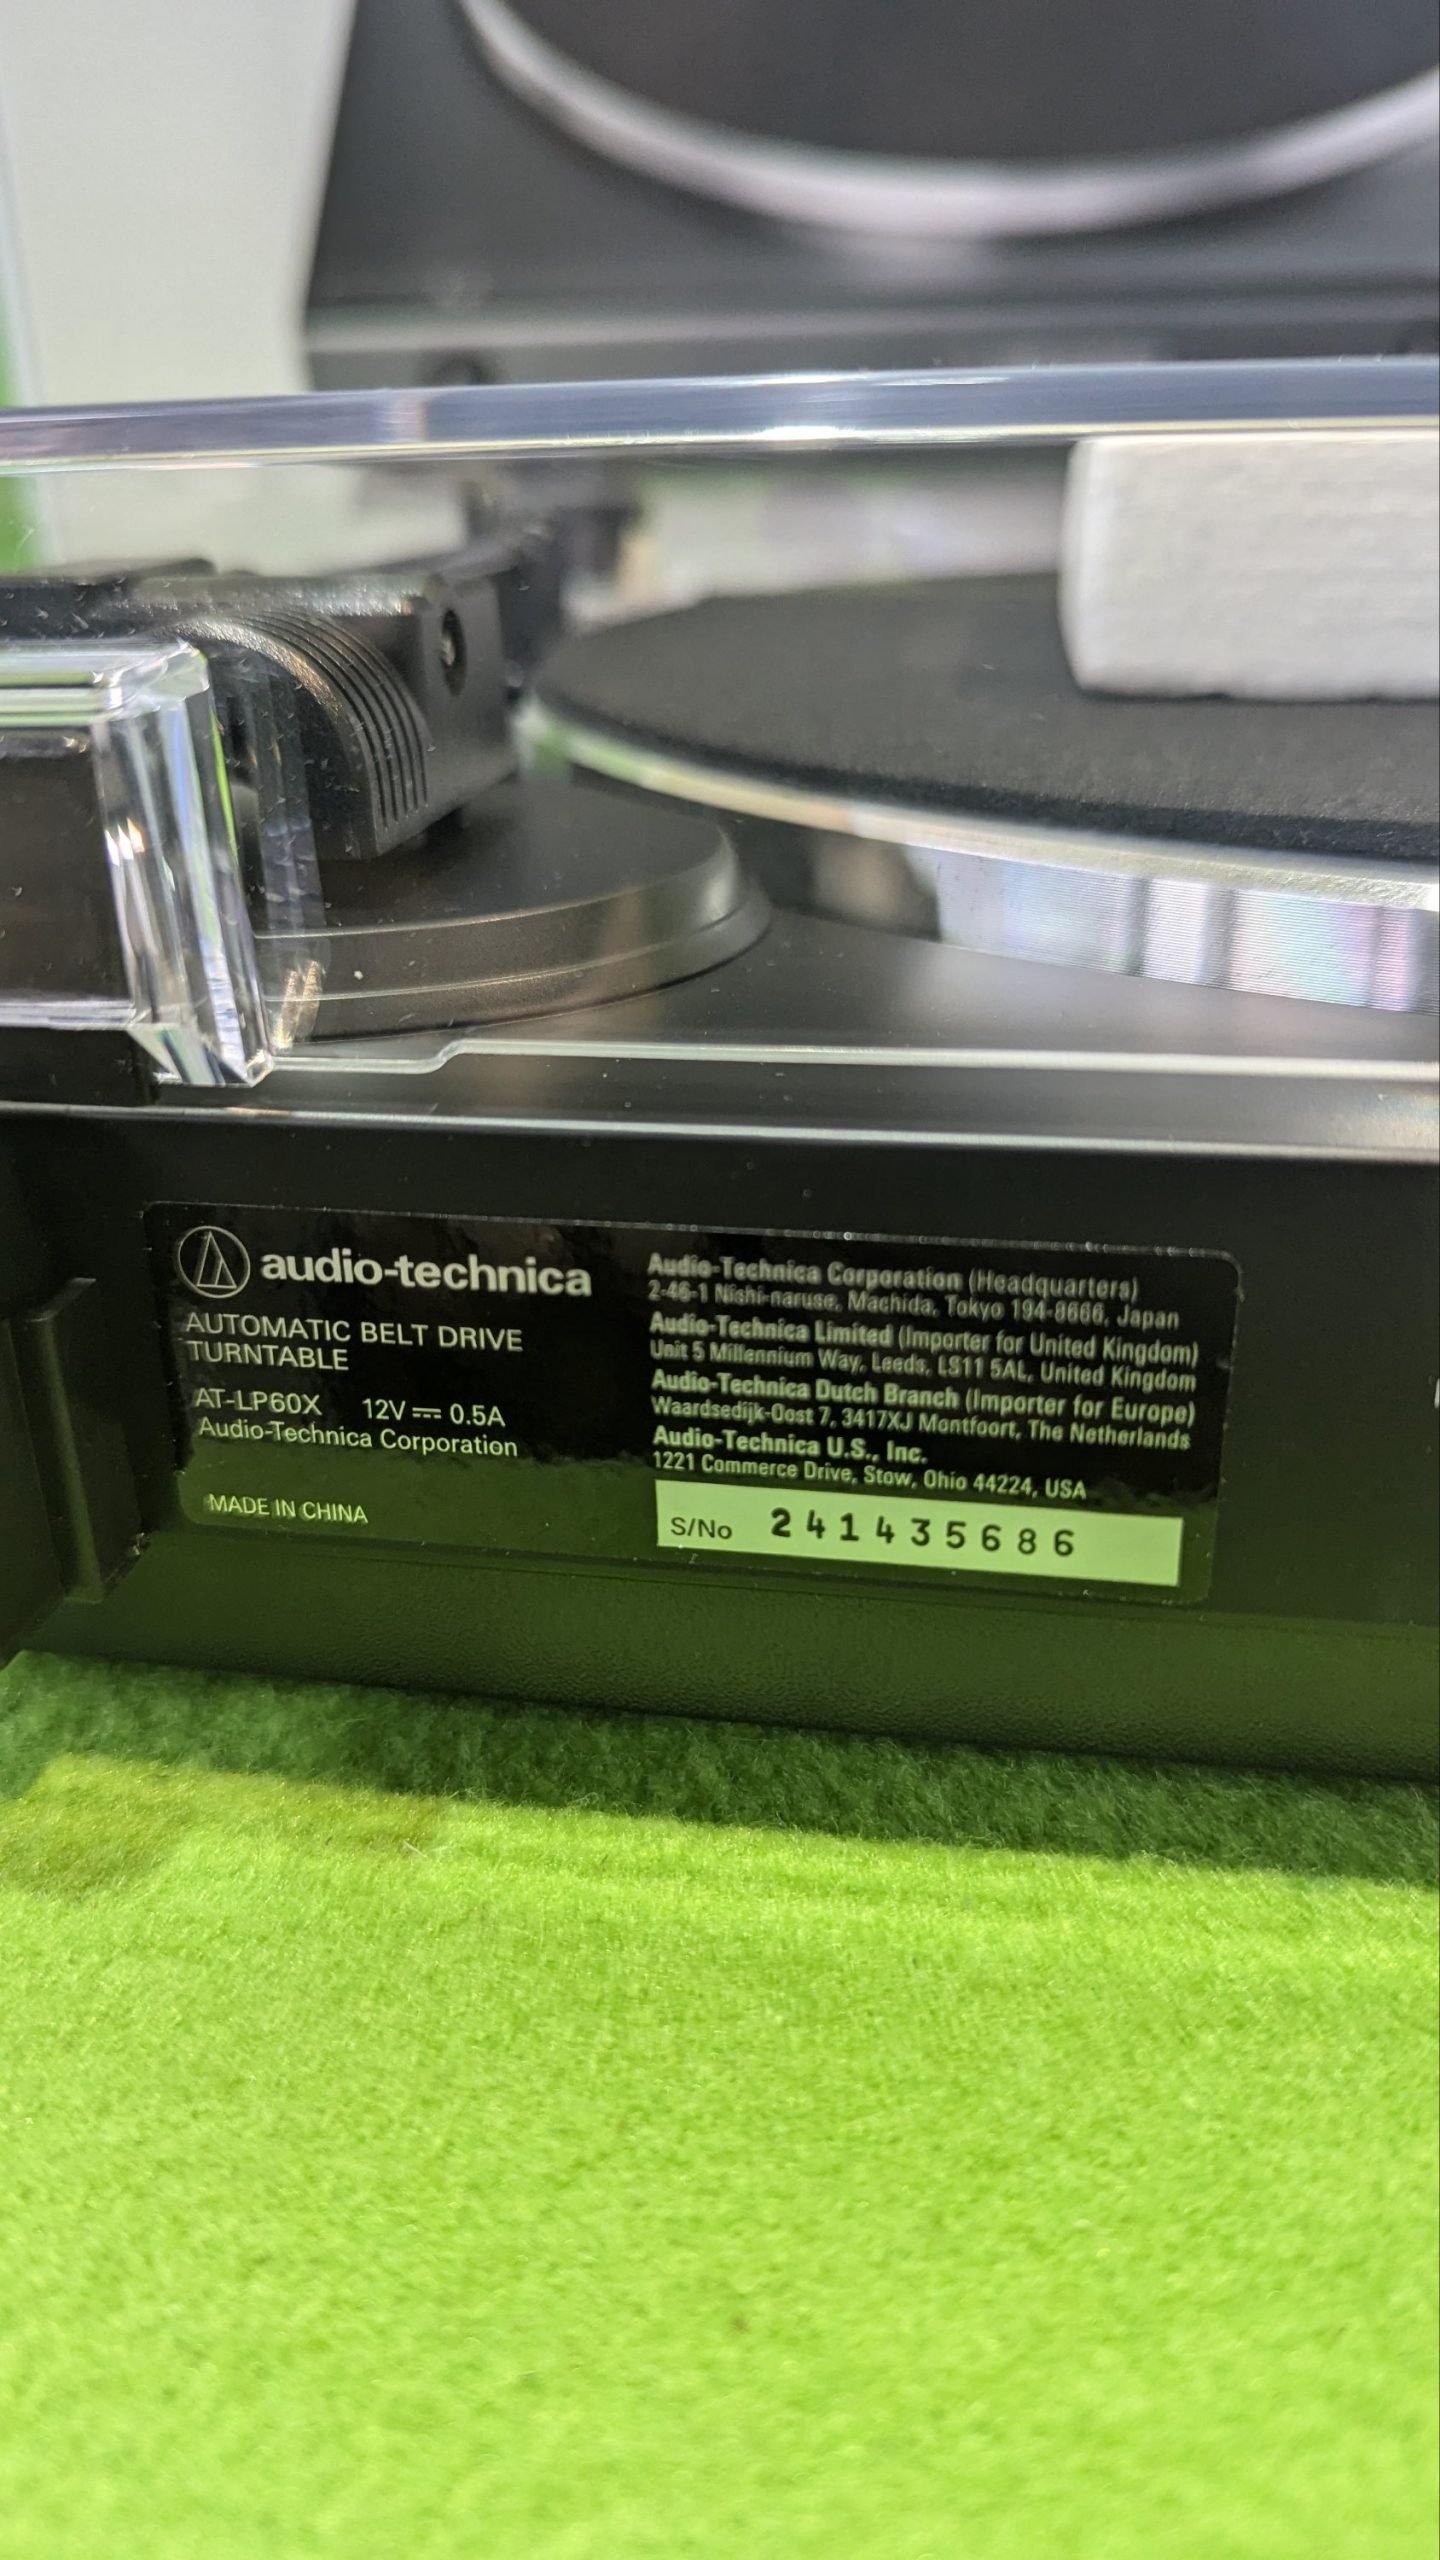 audio-technica
AUTOMATIC BELT DRIVE
TURNTABLE
AT-LP60X 12V ⎓ 0.5A
Audio-Technica Corporation
MADE IN CHINA
Audio-Technica Corporation (Headquarters)
2-46-1 Nishi-naruse, Machida, Tokyo 194-8666, Japan
Audio-Technica Limited (Importer for United Kingdom)
Unit 5 Millennium Way, Leeds, LS11 5AL, United Kingdom
Audio-Technica Dutch Branch (Importer for Europe)
Waardsedijk-Oost 7, 3417XJ Montfoort, The Netherlands
Audio-Technica U.S., Inc.
1221 Commerce Drive, Stow, Ohio 44224, USA
S/No 241435686